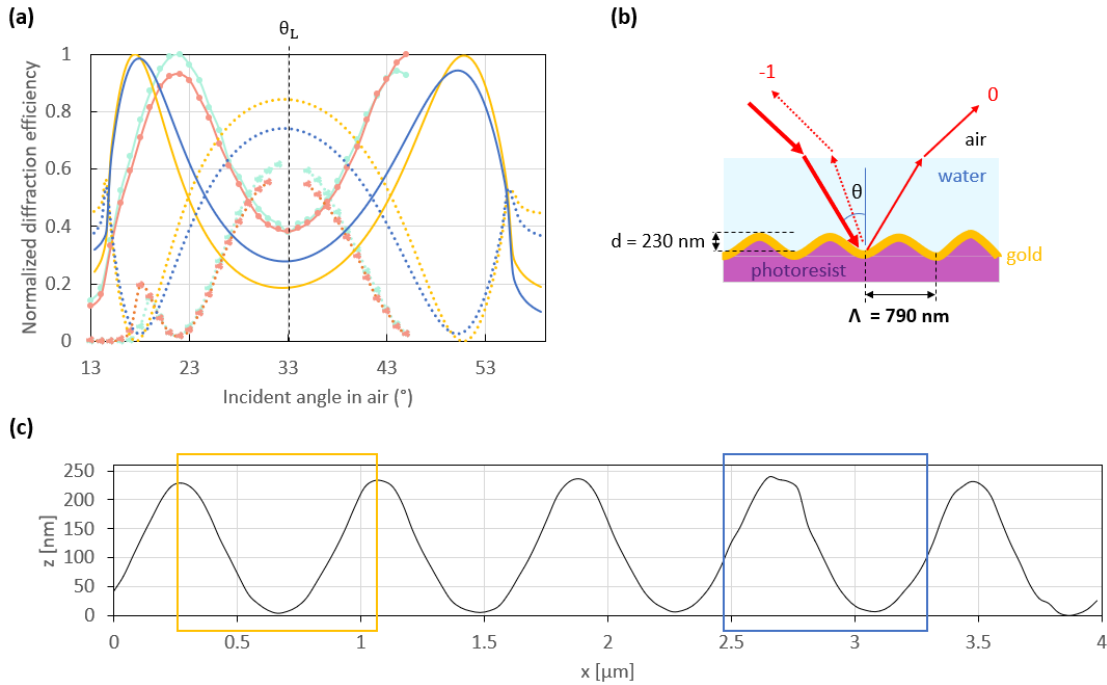 (a)
θL
Normalized diffraction efficiency
1
0.8
0.6
0.4
0.2
0
13 23 33 43 53
Incident angle in air (°)
(b)
-1
0
air
water
θ
d = 230 nm
gold
photoresist
Λ = 790 nm
(c)
z [nm]
250
200
150
100
50
0
0 0.5 1 1.5 2 2.5 3 3.5 4
x [µm]